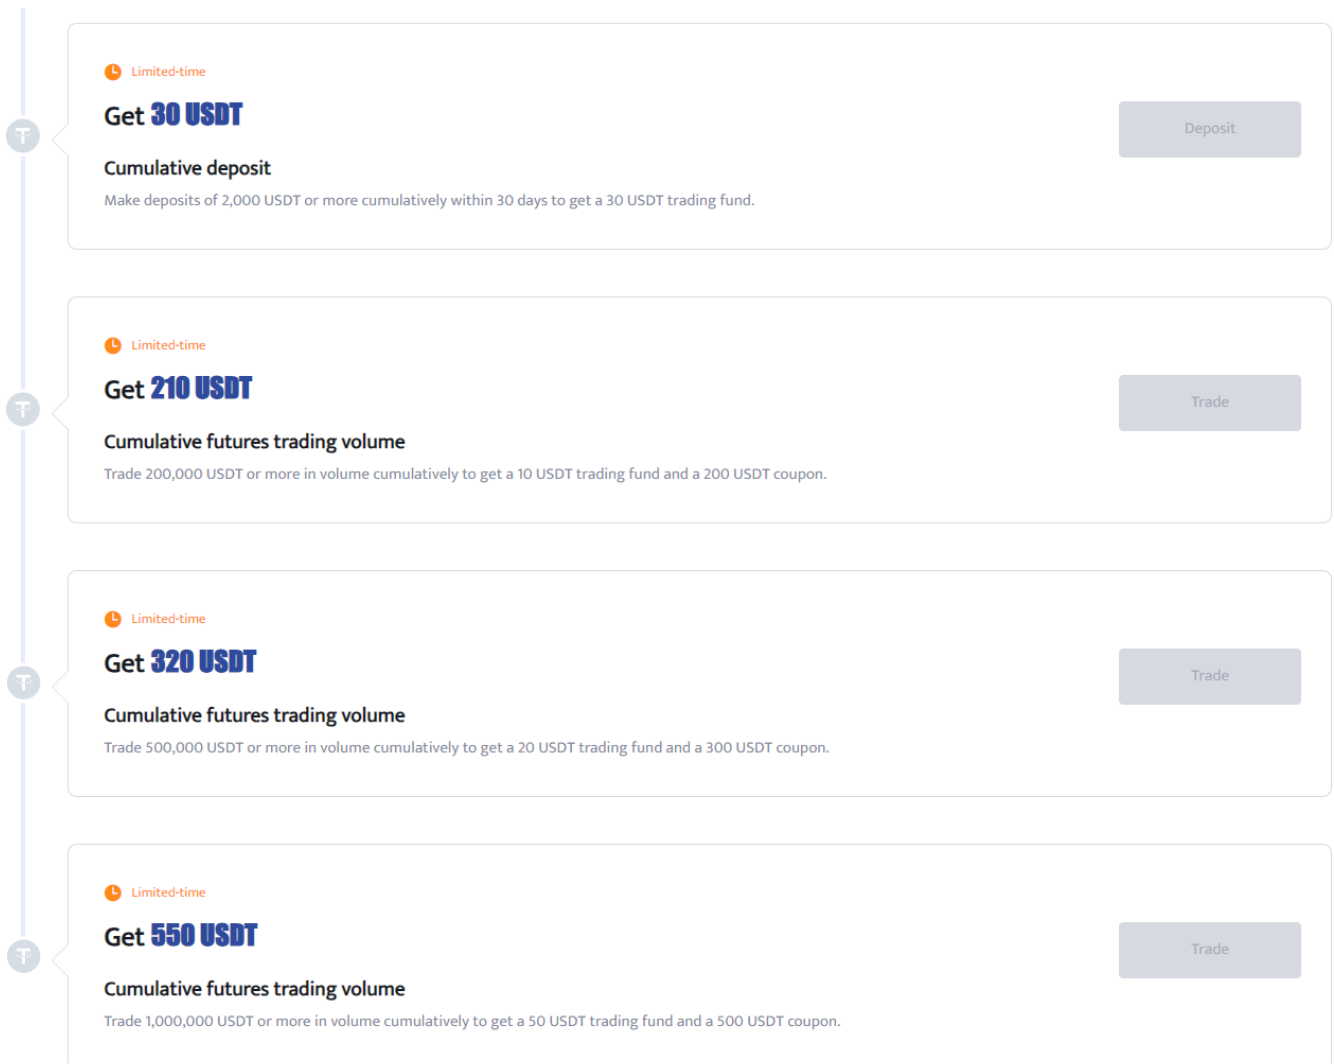 Limited-time
Get 30 USDT
Deposit
Cumulative deposit
Make deposits of 2,000 USDT or more cumulatively within 30 days to get a 30 USDT trading fund.
Limited-time
Get 210 USDT
Trade
Cumulative futures trading volume
Trade 200,000 USDT or more in volume cumulatively to get a 10 USDT trading fund and a 200 USDT coupon.
Limited-time
Get 320 USDT
Trade
Cumulative futures trading volume
Trade 500,000 USDT or more in volume cumulatively to get a 20 USDT trading fund and a 300 USDT coupon.
Limited-time
Get 550 USDT
Trade
Cumulative futures trading volume
Trade 1,000,000 USDT or more in volume cumulatively to get a 50 USDT trading fund and a 500 USDT coupon.